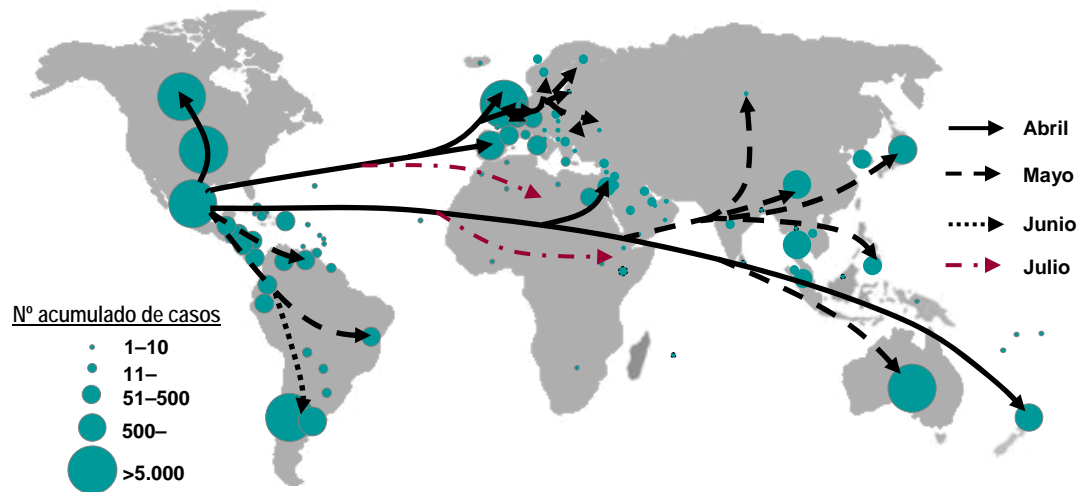 Abril
Mayo
Junio
Julio
Nº acumulado de casos
1–10
11–
51–500
500–
>5.000